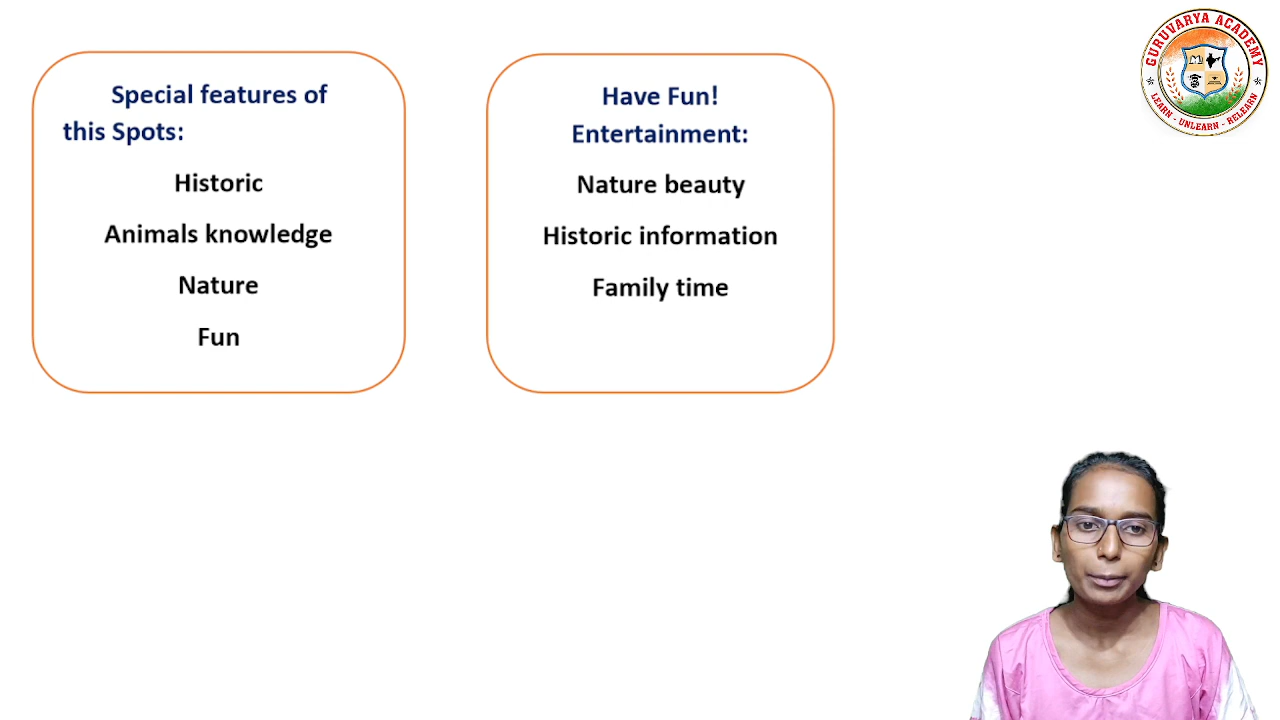 Special features of
this Spots:
Historic
Animals knowledge
Nature
Fun
Have Fun!
Entertainment:
Nature beauty
Historic information
Family time
GURUVARYA ACADEMY
LEARN - UNLEARN - RELEARN